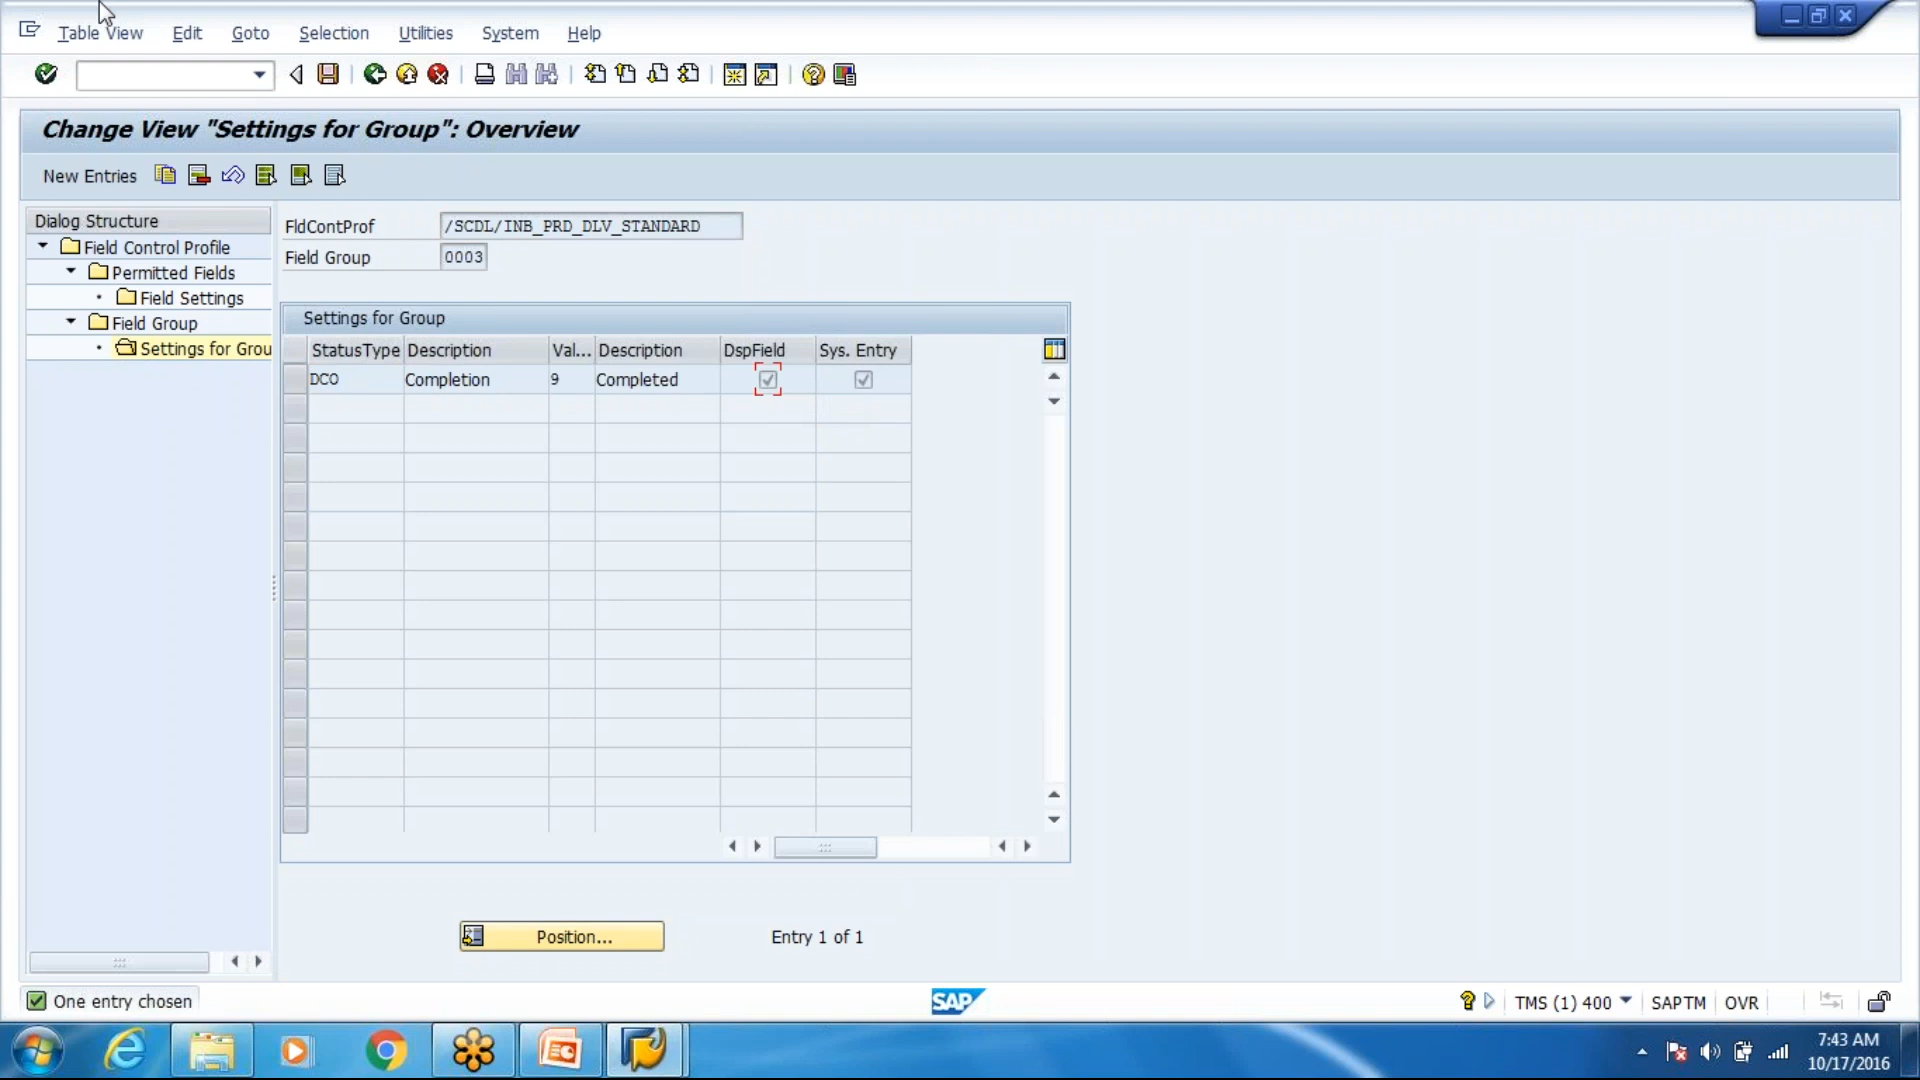 Table View Edit Goto Selection Utilities System Help
Change View "Settings for Group": Overview
New Entries
Dialog Structure
Field Control Profile
Permitted Fields
Field Settings
Field Group
Settings for Grou
FldContProf /SCDL/INB_PRD_DLV_STANDARD
Field Group 0003
Settings for Group
StatusType Description Val... Description DspField Sys. Entry
DCO Completion 9 Completed
Position... Entry 1 of 1
One entry chosen
SAP
TMS (1) 400 SAPTM OVR
7:43 AM
10/17/2016